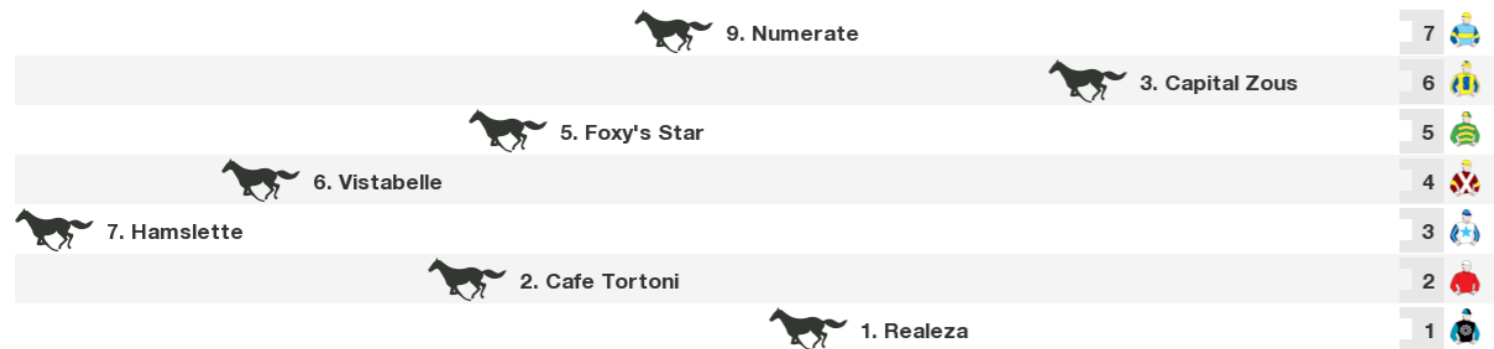 9. Numerate 7
3. Capital Zous 6
5. Foxy's Star 5
6. Vistabelle 4
7. Hamslette 3
2. Cafe Tortoni 2
1. Realeza 1